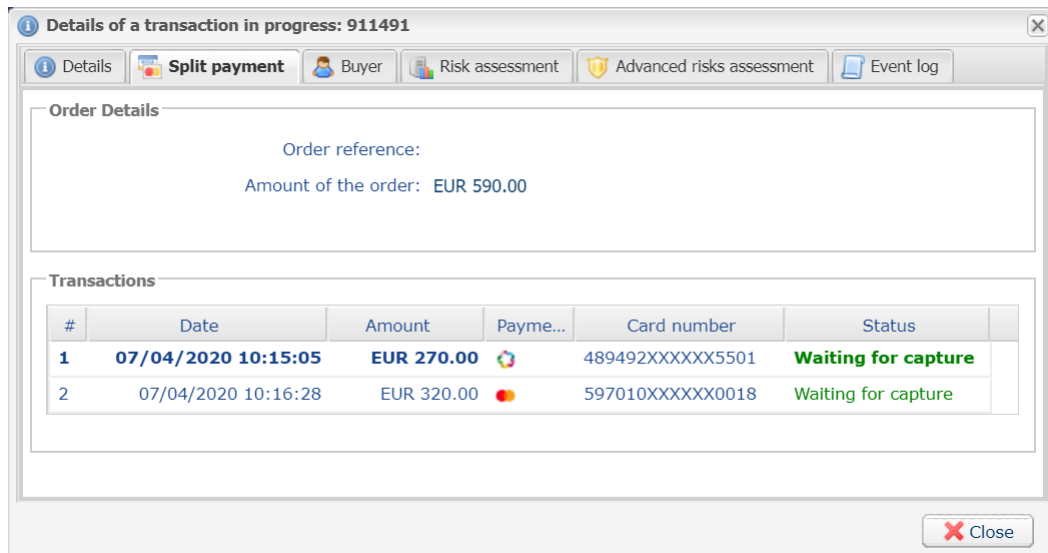 Details of a transaction in progress: 911491
Details Split payment Buyer Risk assessment Advanced risks assessment Event log
Order Details
Order reference:
Amount of the order: EUR 590.00
Transactions
# Date Amount Payme... Card number Status
1 07/04/2020 10:15:05 EUR 270.00 489492XXXXXX5501 Waiting for capture
2 07/04/2020 10:16:28 EUR 320.00 597010XXXXXX0018 Waiting for capture
Close